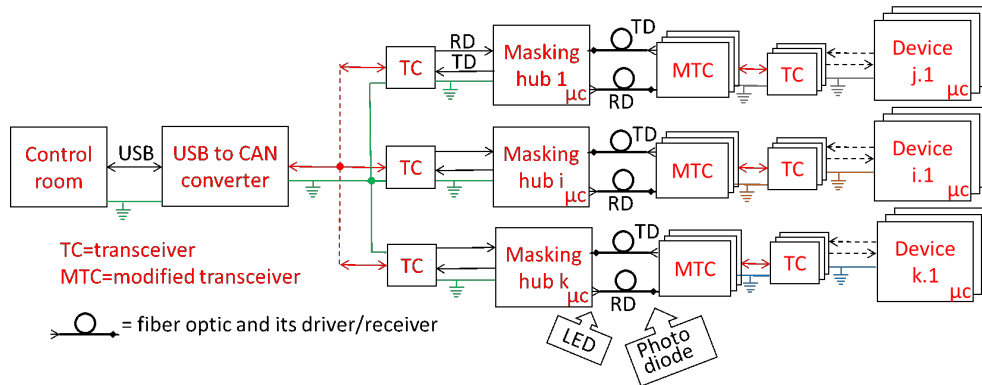 RD
TD
TC
Masking
hub 1
μc
TD
RD
MTC
TC
Device
j.1
μc
Control
room
USB
USB to CAN
converter
TC
Masking
hub i
μc
TD
RD
MTC
TC
Device
i.1
μc
TC
Masking
hub k
μc
TD
RD
MTC
TC
Device
k.1
μc
TC=transceiver
MTC=modified transceiver
= fiber optic and its driver/receiver
LED
Photo
diode